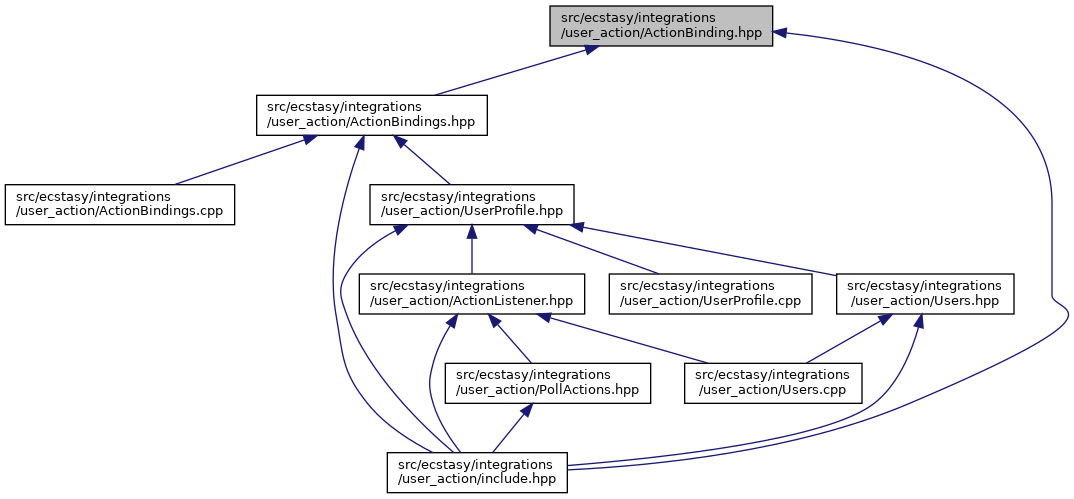 src/ecstasy/integrations
/user_action/ActionBinding.hpp
src/ecstasy/integrations
/user_action/ActionBindings.hpp
src/ecstasy/integrations
/user_action/ActionBindings.cpp
src/ecstasy/integrations
/user_action/UserProfile.hpp
src/ecstasy/integrations
/user_action/ActionListener.hpp
src/ecstasy/integrations
/user_action/UserProfile.cpp
src/ecstasy/integrations
/user_action/Users.hpp
src/ecstasy/integrations
/user_action/PollActions.hpp
src/ecstasy/integrations
/user_action/Users.cpp
src/ecstasy/integrations
/user_action/include.hpp